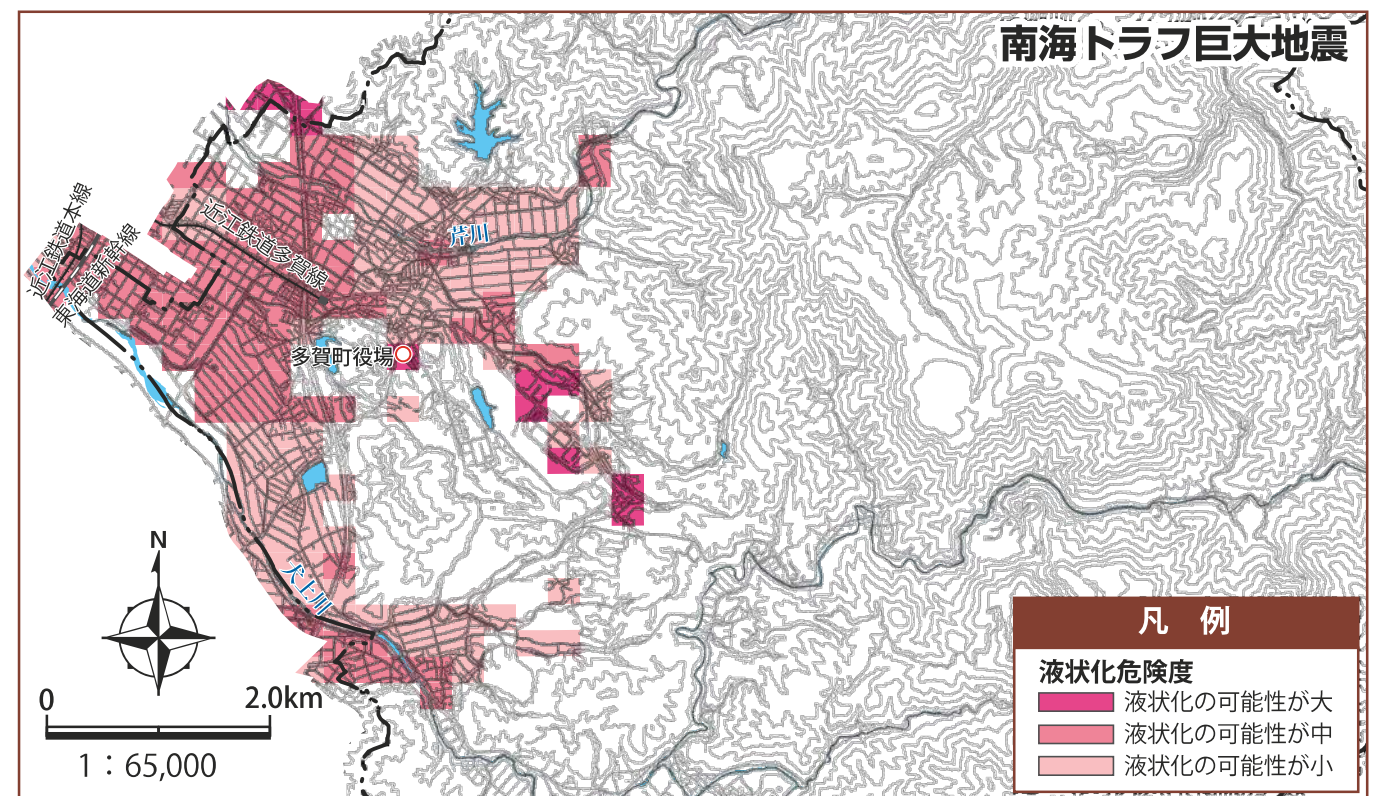 南海トラフ巨大地震
近江鉄道本線
東海道新幹線
近江鉄道多賀線
芹川
多賀町役場
犬上川
N
0
2.0km
1：65,000
凡 例
液状化危険度
液状化の可能性が大
液状化の可能性が中
液状化の可能性が小